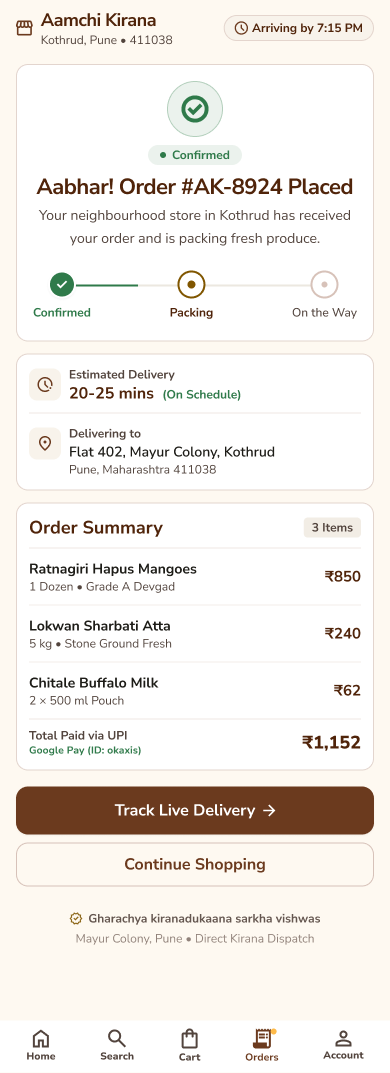 Aamchi Kirana
Kothrud, Pune • 411038
Arriving by 7:15 PM
Confirmed
Aabhar! Order #AK-8924 Placed
Your neighbourhood store in Kothrud has received
your order and is packing fresh produce.
Confirmed
Packing
On the Way
Estimated Delivery
20-25 mins (On Schedule)
Delivering to
Flat 402, Mayur Colony, Kothrud
Pune, Maharashtra 411038
Order Summary
3 Items
Ratnagiri Hapus Mangoes
1 Dozen • Grade A Devgad
₹850
Lokwan Sharbati Atta
5 kg • Stone Ground Fresh
₹240
Chitale Buffalo Milk
2 × 500 ml Pouch
₹62
Total Paid via UPI
Google Pay (ID: okaxis)
₹1,152
Track Live Delivery →
Continue Shopping
Gharachya kiranadukaana sarkha vishwas
Mayur Colony, Pune • Direct Kirana Dispatch
Home
Search
Cart
Orders
Account